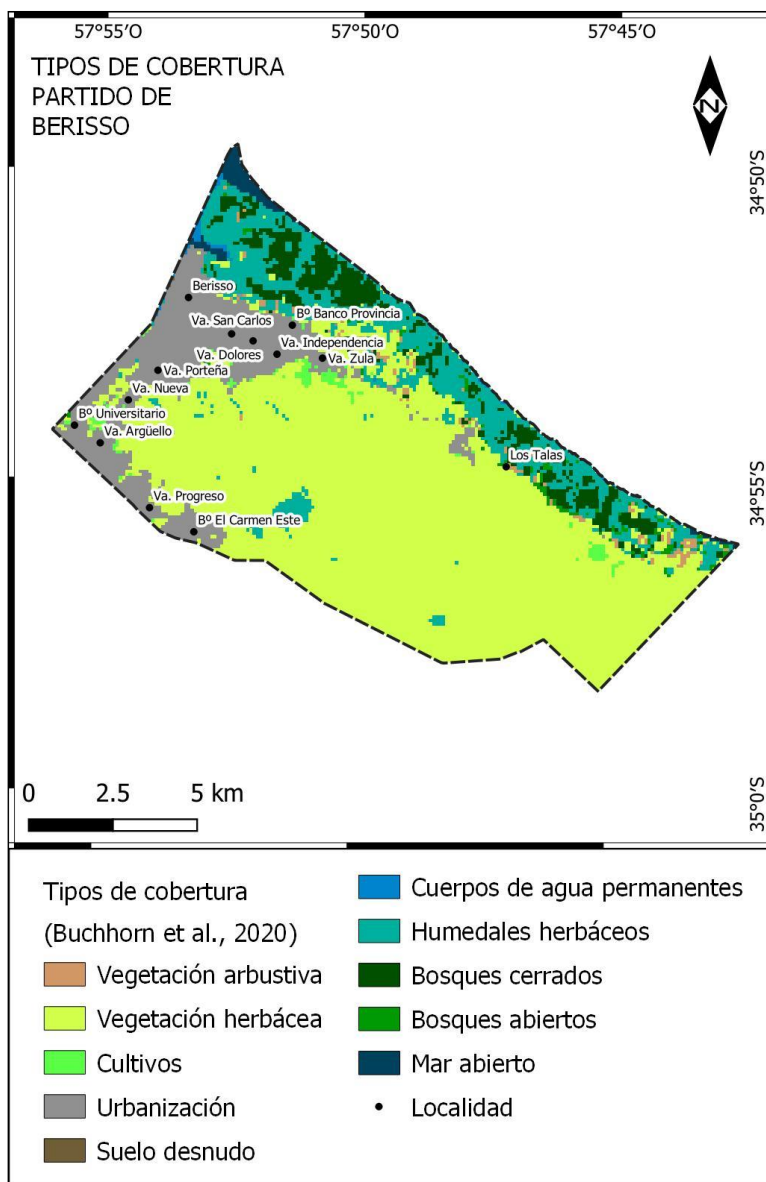 57°55′O
57°50′O
57°45′O
TIPOS DE COBERTURA
PARTIDO DE
BERISSO
N
34°50′S
Berisso
Bº Banco Provincia
Va. San Carlos
Va. Independencia
Va. Dolores
Va. Zula
Va. Porteña
Va. Nueva
Bº Universitario
Va. Argüello
Los Talas
34°55′S
Va. Progreso
Bº El Carmen Este
0 2.5 5 km
35°0′S
Tipos de cobertura
(Buchhorn et al., 2020)
Vegetación arbustiva
Vegetación herbácea
Cultivos
Urbanización
Suelo desnudo
Cuerpos de agua permanentes
Humedales herbáceos
Bosques cerrados
Bosques abiertos
Mar abierto
Localidad